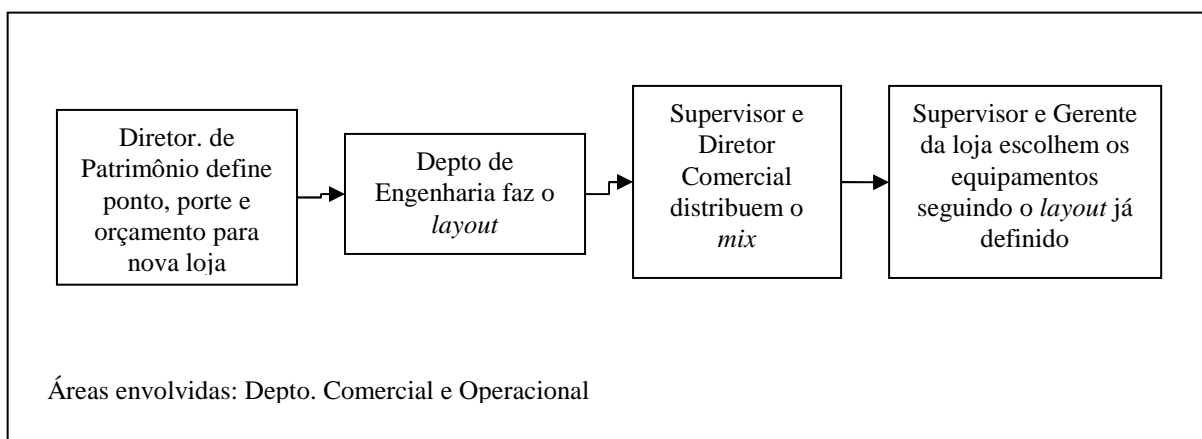 Diretor. de
Patrimônio define
ponto, porte e
orçamento para
nova loja
Depto de
Engenharia faz o
layout
Supervisor e
Diretor
Comercial
distribuem o
mix
Supervisor e Gerente
da loja escolhem os
equipamentos
seguindo o layout já
definido
Áreas envolvidas: Depto. Comercial e Operacional